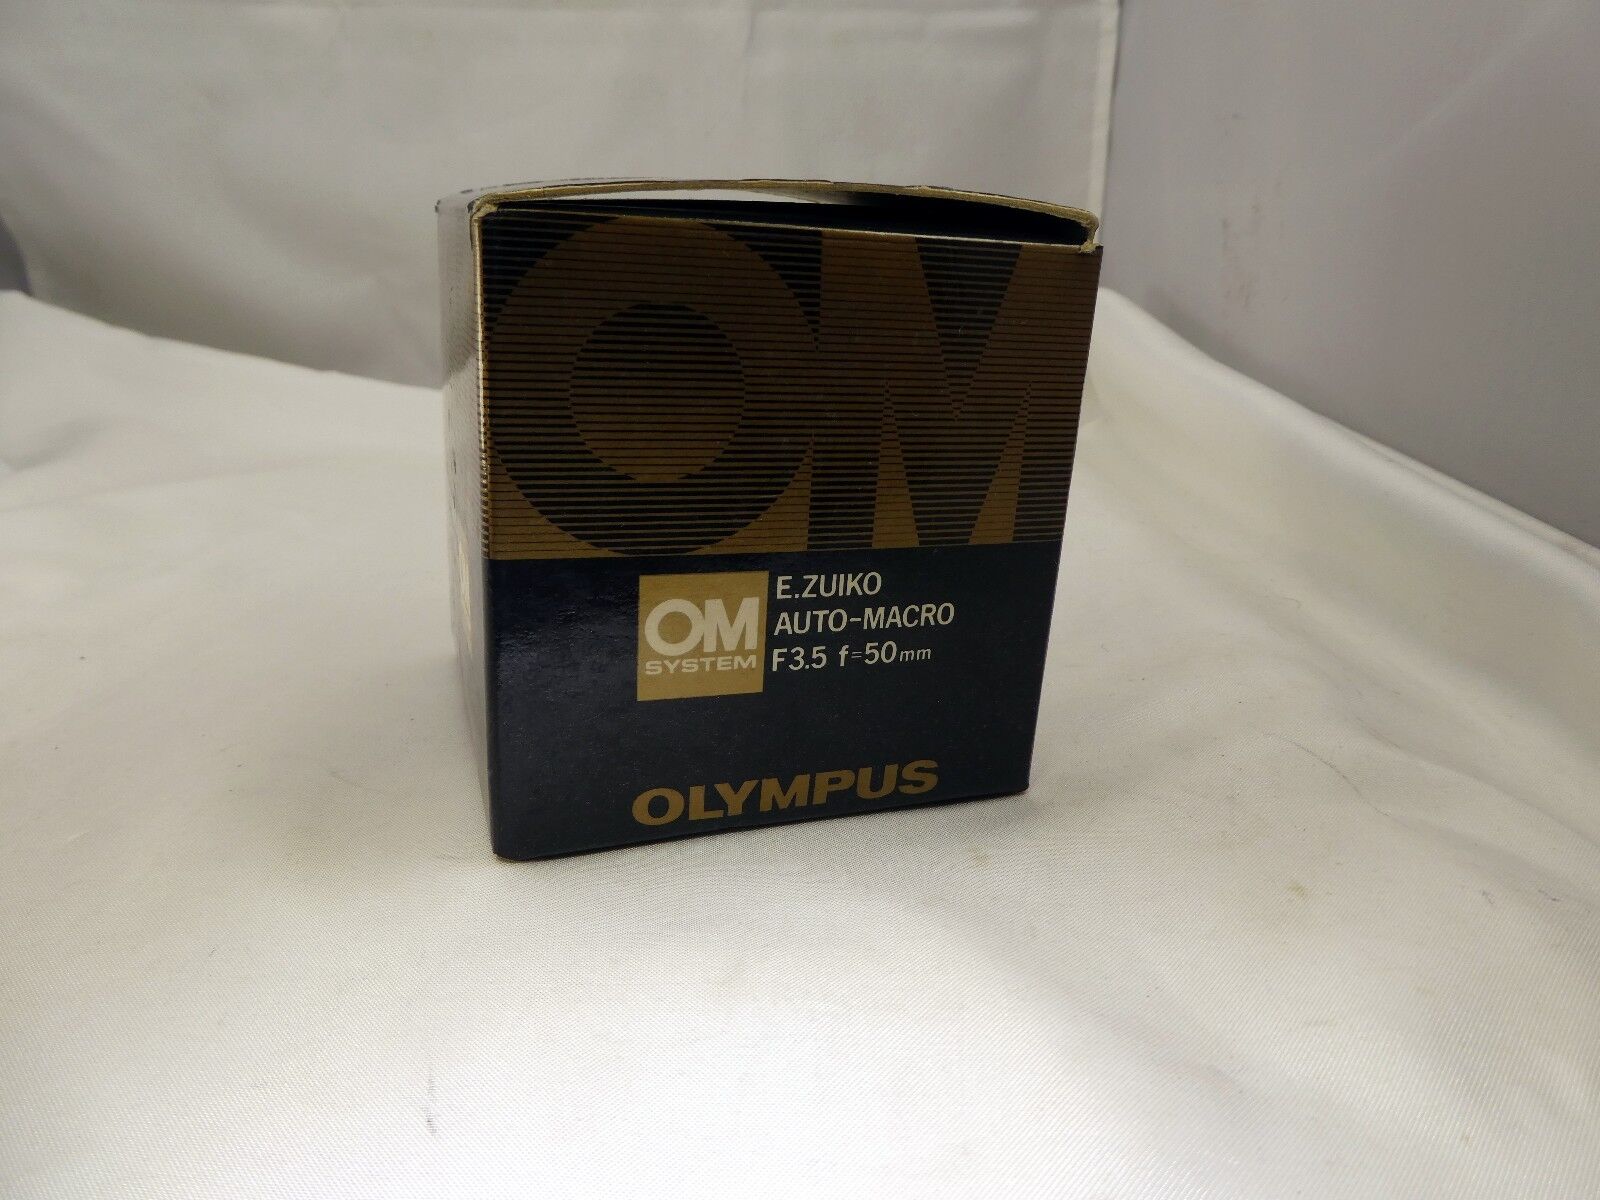 OM
OM
SYSTEM
E.ZUIKO
AUTO-MACRO
F3.5 f=50mm
OLYMPUS